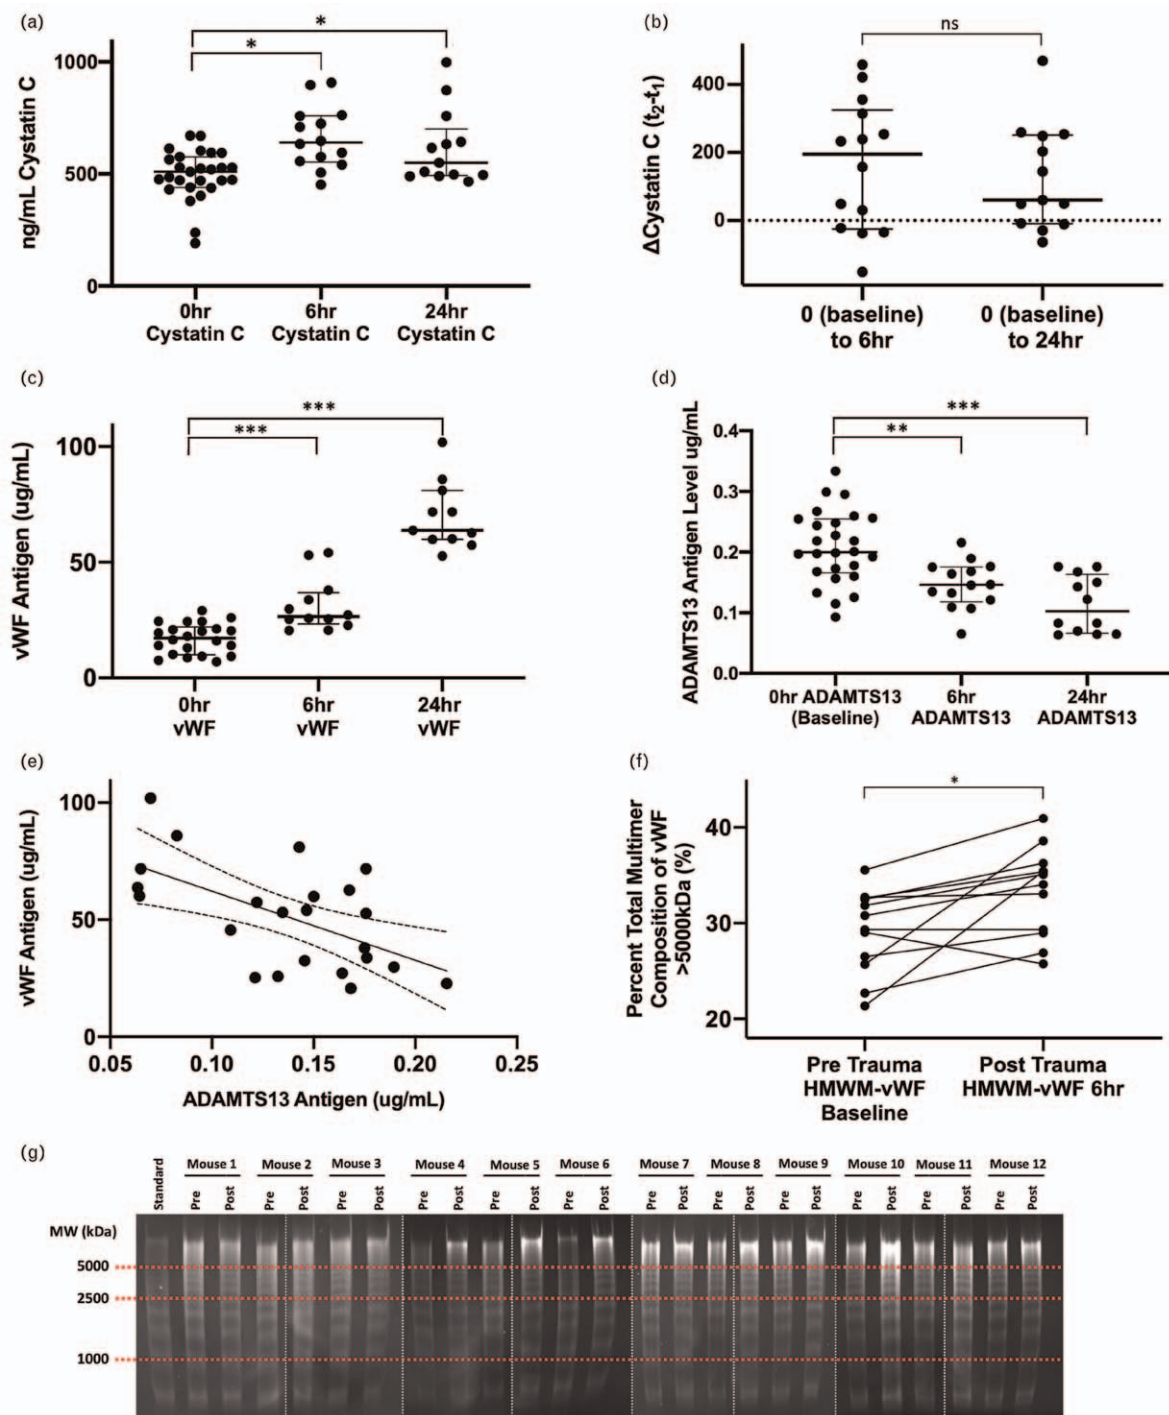 (a)
*
*
1000
500
0
ng/mL Cystatin C
0hr
Cystatin C
6hr
Cystatin C
24hr
Cystatin C
(b)
ns
400
200
0
ΔCystatin C (t₂-t₁)
0 (baseline)
to 6hr
0 (baseline)
to 24hr
(c)
***
***
100
50
0
vWF Antigen (ug/mL)
0hr
vWF
6hr
vWF
24hr
vWF
(d)
***
**
0.4
0.3
0.2
0.1
0.0
ADAMTS13 Antigen Level ug/mL
0hr ADAMTS13
(Baseline)
6hr
ADAMTS13
24hr
ADAMTS13
(e)
100
50
0
vWF Antigen (ug/mL)
0.05 0.10 0.15 0.20 0.25
ADAMTS13 Antigen (ug/mL)
(f)
*
40
30
20
Percent Total Multimer
Composition of vWF
>5000kDa (%)
Pre Trauma
HMWM-vWF
Baseline
Post Trauma
HMWM-vWF 6hr
(g)
Mouse 1 Mouse 2 Mouse 3 Mouse 4 Mouse 5 Mouse 6 Mouse 7 Mouse 8 Mouse 9 Mouse 10 Mouse 11 Mouse 12
Standard Pre Post Pre Post Pre Post Pre Post Pre Post Pre Post Pre Post Pre Post Pre Post Pre Post Pre Post Pre Post
MW (kDa)
5000
2500
1000